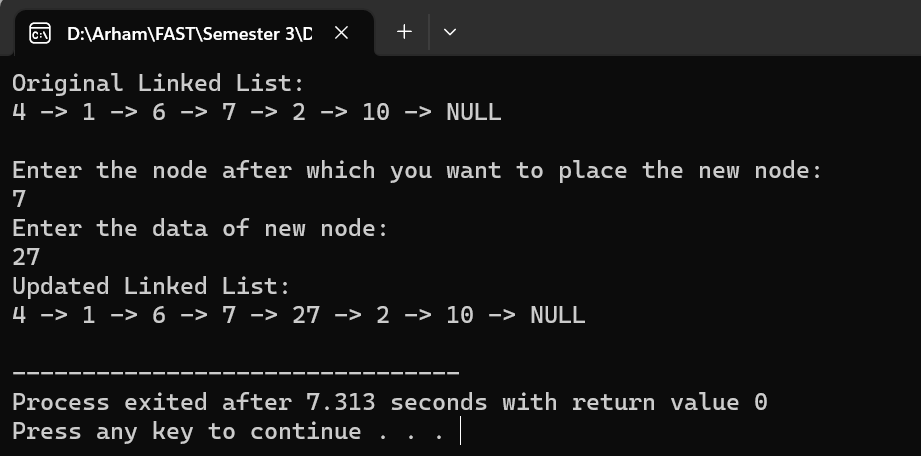 D:\Arham\FAST\Semester 3\D
Original Linked List:
4 -> 1 -> 6 -> 7 -> 2 -> 10 -> NULL
Enter the node after which you want to place the new node:
7
Enter the data of new node:
27
Updated Linked List:
4 -> 1 -> 6 -> 7 -> 27 -> 2 -> 10 -> NULL
--------------------------------
Process exited after 7.313 seconds with return value 0
Press any key to continue . . .